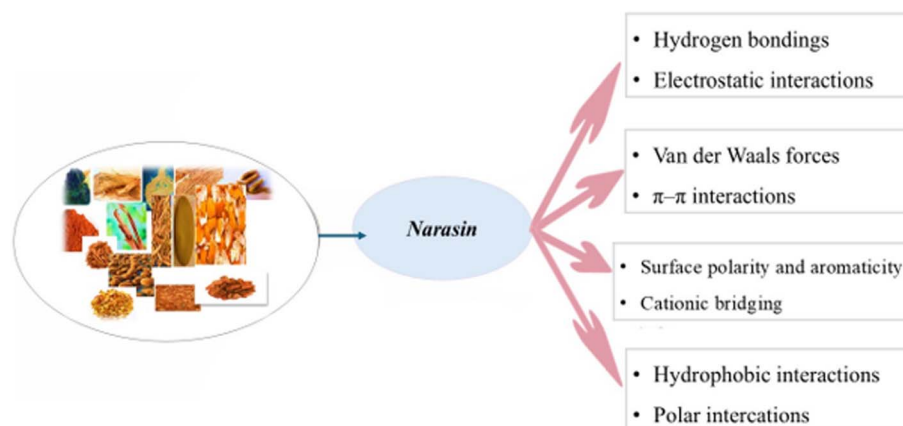 • Hydrogen bondings
• Electrostatic interactions
• Van der Waals forces
• π–π interactions
Narasin
• Surface polarity and aromaticity
• Cationic bridging
• Hydrophobic interactions
• Polar intercations